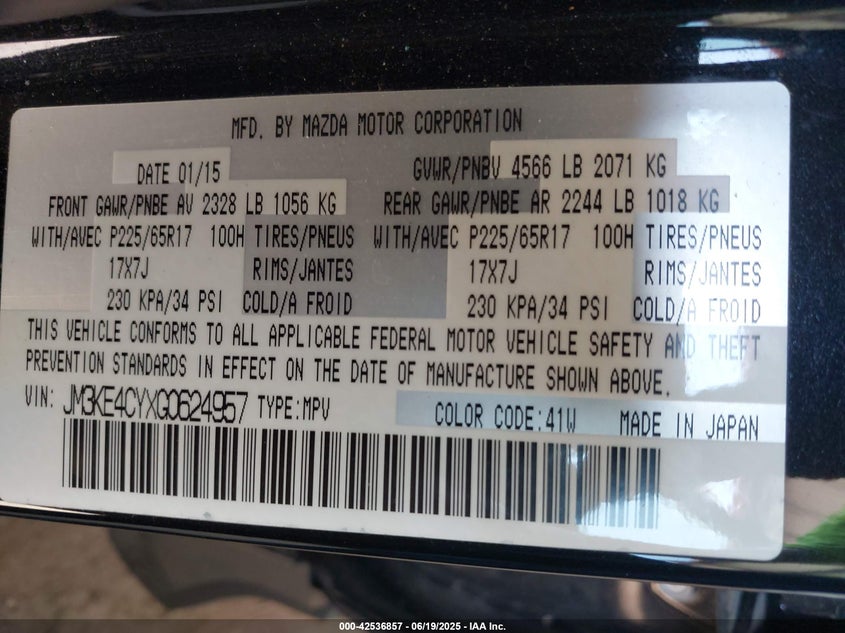 MFD. BY MAZDA MOTOR CORPORATION
DATE 01/15 GVWR/PNBV 4566 LB 2071 KG
FRONT GAWR/PNBE AV 2328 LB 1056 KG REAR GAWR/PNBE AR 2244 LB 1018 KG
WITH/AVEC P225/65R17 100H TIRES/PNEUS WITH/AVEC P225/65R17 100H TIRES/PNEUS
17X7J RIMS/JANTES 17X7J RIMS/JANTES
230 KPA/34 PSI COLD/A FROID 230 KPA/34 PSI COLD/A FROID
THIS VEHICLE CONFORMS TO ALL APPLICABLE FEDERAL MOTOR VEHICLE SAFETY AND THEFT
PREVENTION STANDARDS IN EFFECT ON THE DATE OF MANUFACTURE SHOWN ABOVE.
VIN: JM3KE4CYXG0624957 TYPE:MPV COLOR CODE:41W MADE IN JAPAN
000-42536857 - 06/19/2025 - IAA Inc.